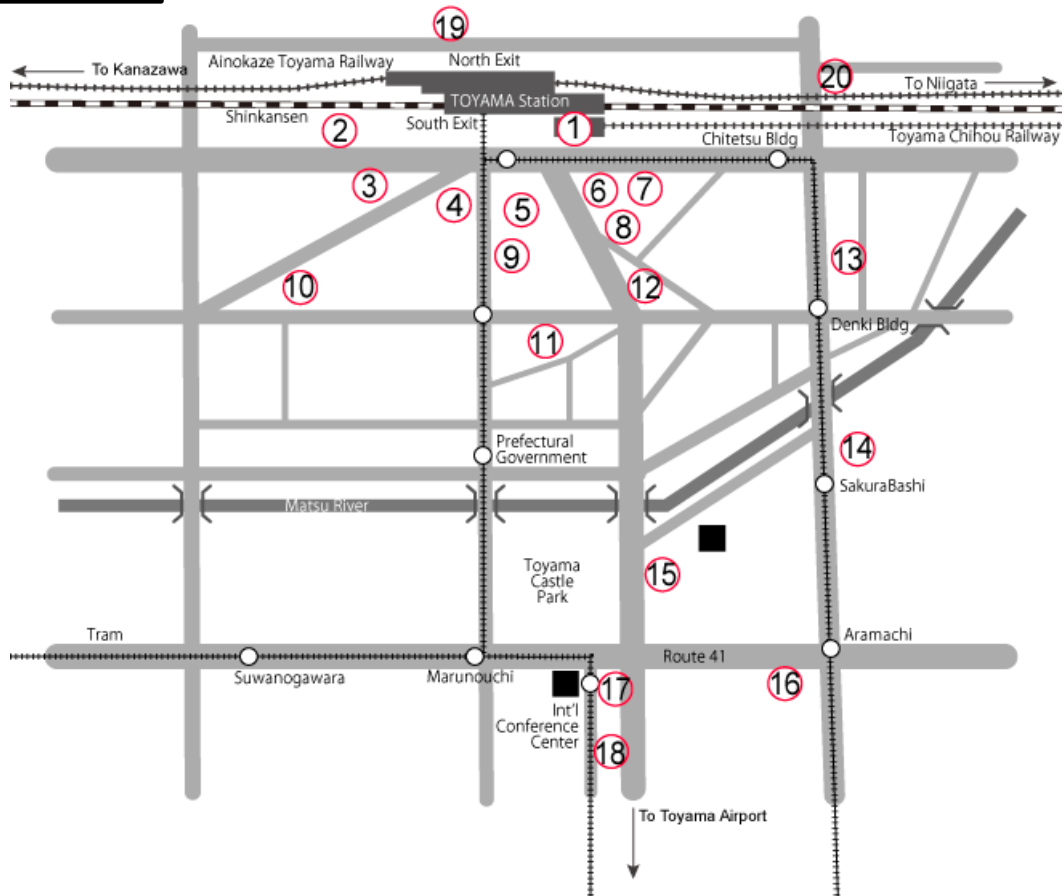 19
Ainokaze Toyama Railway
North Exit
To Kanazawa
20
To Niigata
TOYAMA Station
Shinkansen
2
South Exit
1
Chitetsu Bldg
Toyama Chihou Railway
3
4
5
6
7
8
9
10
12
13
11
Denki Bldg
Prefectural
Government
14
SakuraBashi
Matsu River
15
Toyama
Castle
Park
Tram
Suwanogawara
Marunouchi
Route 41
Aramachi
16
17
Int'l
Conference
Center
18
To Toyama Airport